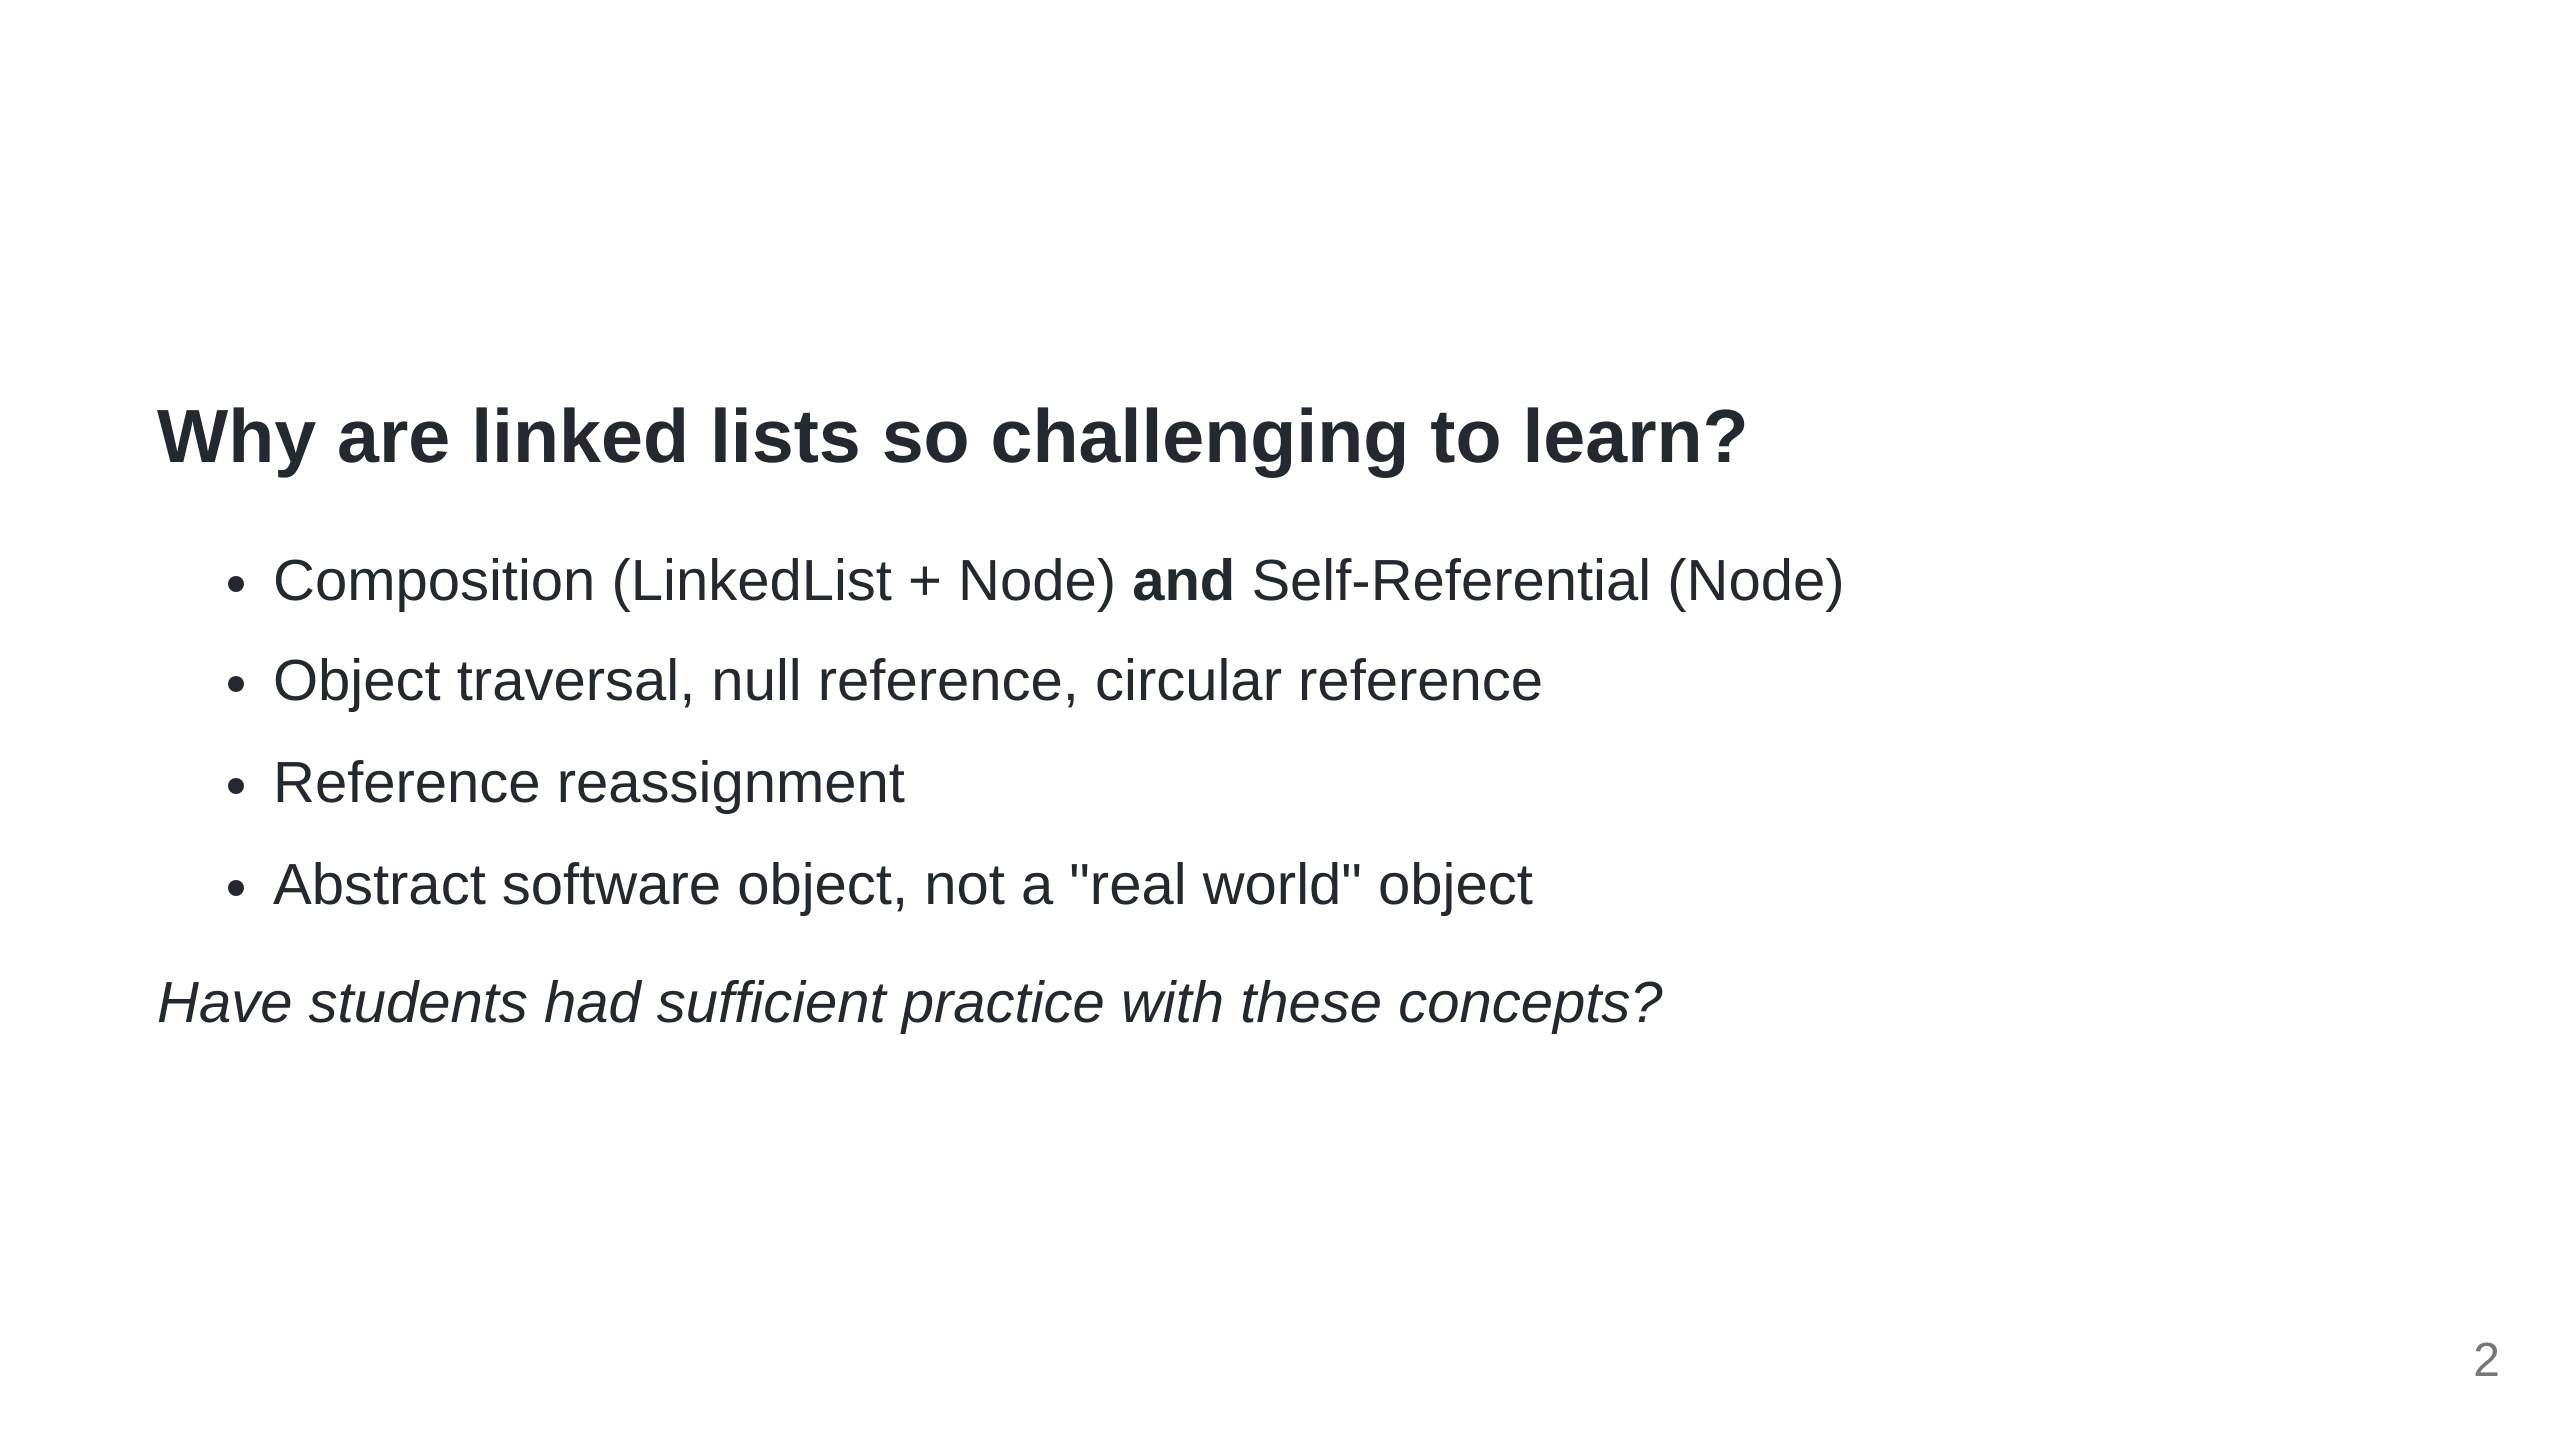 Why are linked lists so challenging to learn?
• Composition (LinkedList + Node) and Self-Referential (Node)
• Object traversal, null reference, circular reference
• Reference reassignment
• Abstract software object, not a "real world" object
Have students had sufficient practice with these concepts?
2